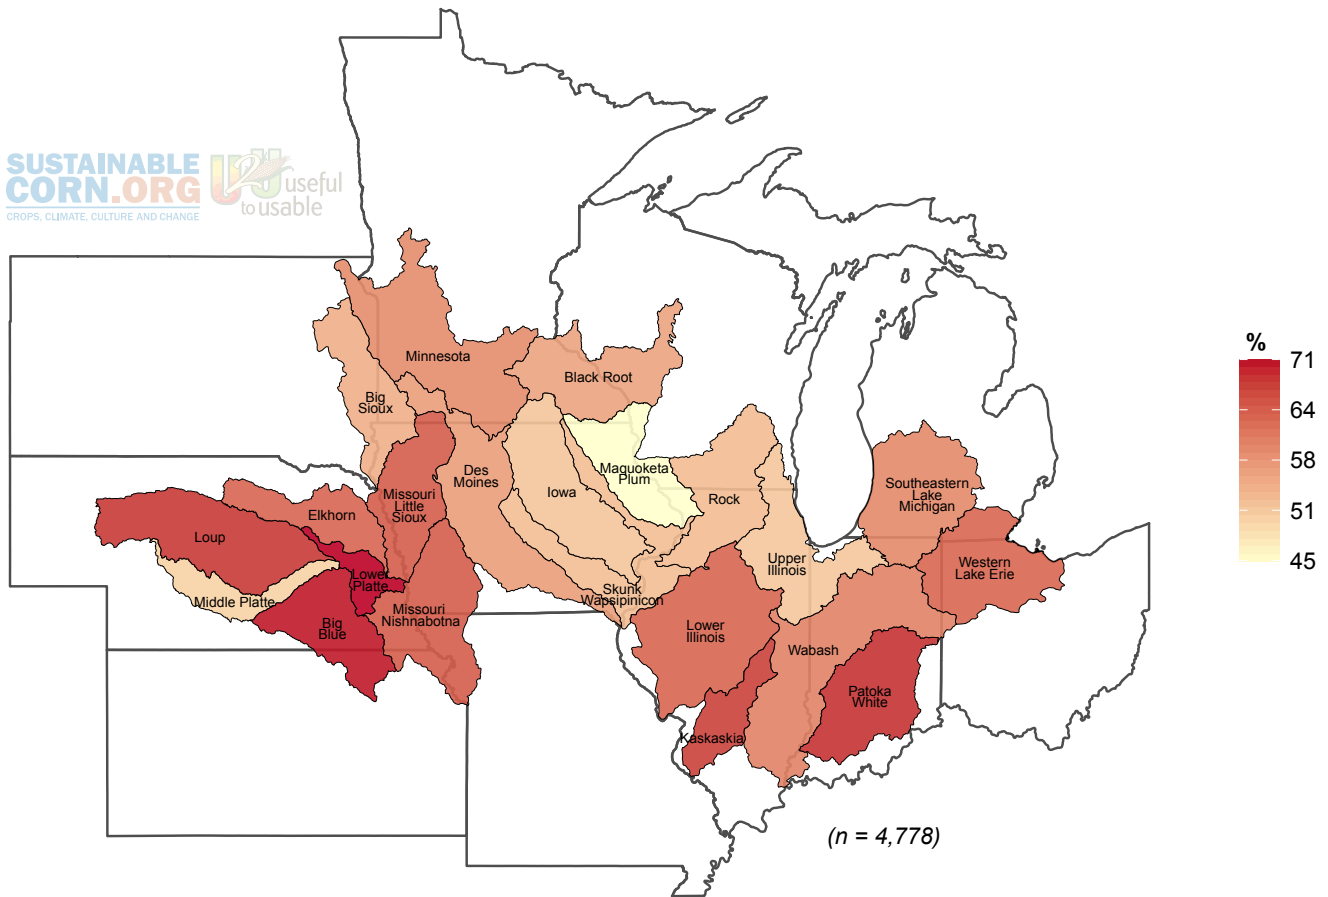 SUSTAINABLE
CORN.ORG
CROPS, CLIMATE, CULTURE AND CHANGE
U2U useful
to usable
Minnesota
Black Root
Big
Sioux
Maquoketa
Plum
Des
Moines
Iowa
Rock
Southeastern
Lake
Michigan
Missouri
Little
Sioux
Elkhorn
Loup
Lower
Platte
Middle Platte
Big
Blue
Missouri
Nishnabotna
Skunk
Wapsipinicon
Upper
Illinois
Western
Lake Erie
Lower
Illinois
Wabash
Patoka
White
Kaskaskia
(n = 4,778)
%
71
64
58
51
45